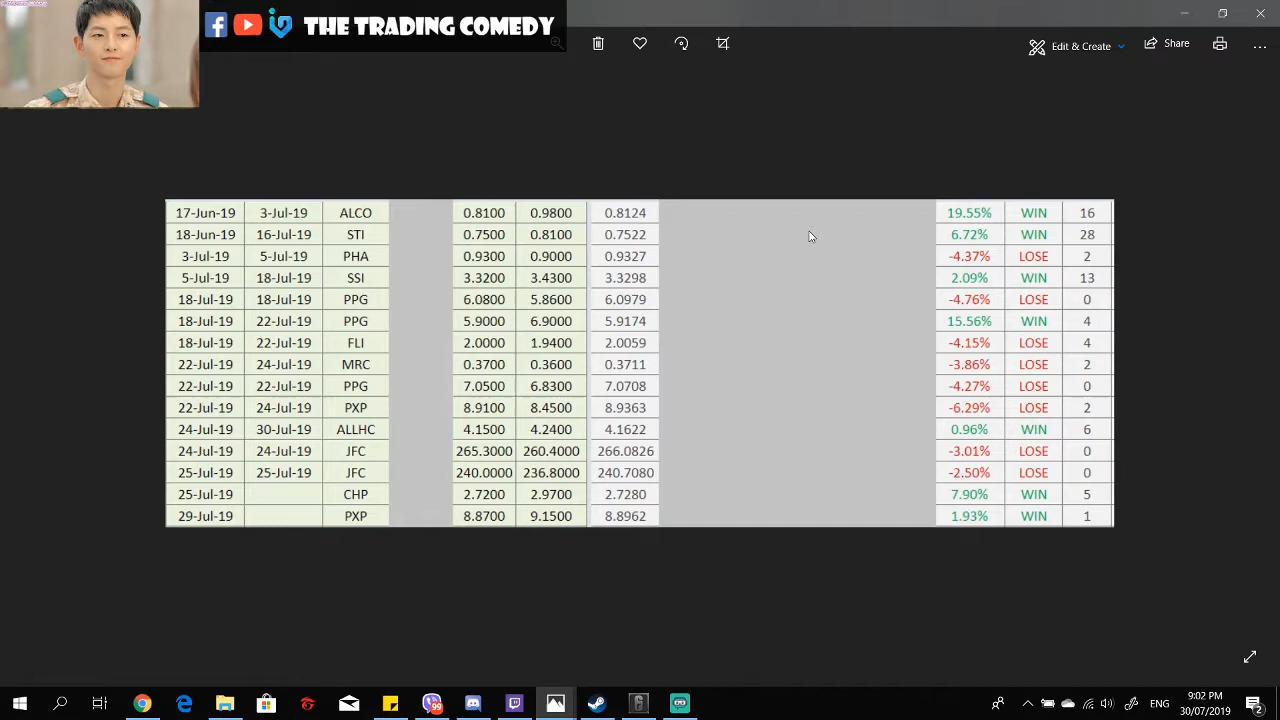 THE TRADING COMEDY
Edit & Create
Share
17-Jun-19 3-Jul-19 ALCO 0.8100 0.9800 0.8124 19.55% WIN 16
18-Jun-19 16-Jul-19 STI 0.7500 0.8100 0.7522 6.72% WIN 28
3-Jul-19 5-Jul-19 PHA 0.9300 0.9000 0.9327 -4.37% LOSE 2
5-Jul-19 18-Jul-19 SSI 3.3200 3.4300 3.3298 2.09% WIN 13
18-Jul-19 18-Jul-19 PPG 6.0800 5.8600 6.0979 -4.76% LOSE 0
18-Jul-19 22-Jul-19 PPG 5.9000 6.9000 5.9174 15.56% WIN 4
18-Jul-19 22-Jul-19 FLI 2.0000 1.9400 2.0059 -4.15% LOSE 4
22-Jul-19 24-Jul-19 MRC 0.3700 0.3600 0.3711 -3.86% LOSE 2
22-Jul-19 22-Jul-19 PPG 7.0500 6.8300 7.0708 -4.27% LOSE 0
22-Jul-19 24-Jul-19 PXP 8.9100 8.4500 8.9363 -6.29% LOSE 2
24-Jul-19 30-Jul-19 ALLHC 4.1500 4.2400 4.1622 0.96% WIN 6
24-Jul-19 24-Jul-19 JFC 265.3000 260.4000 266.0826 -3.01% LOSE 0
25-Jul-19 25-Jul-19 JFC 240.0000 236.8000 240.7080 -2.50% LOSE 0
25-Jul-19 CHP 2.7200 2.9700 2.7280 7.90% WIN 5
29-Jul-19 PXP 8.8700 9.1500 8.8962 1.93% WIN 1
99
ENG
9:02 PM
30/07/2019
2